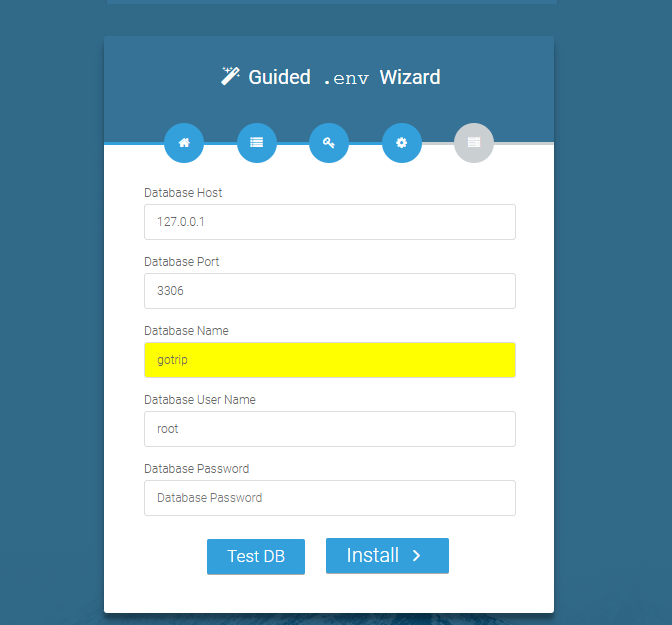 Guided .env Wizard
Database Host
127.0.0.1
Database Port
3306
Database Name
gotrip
Database User Name
root
Database Password
Database Password
Test DB
Install